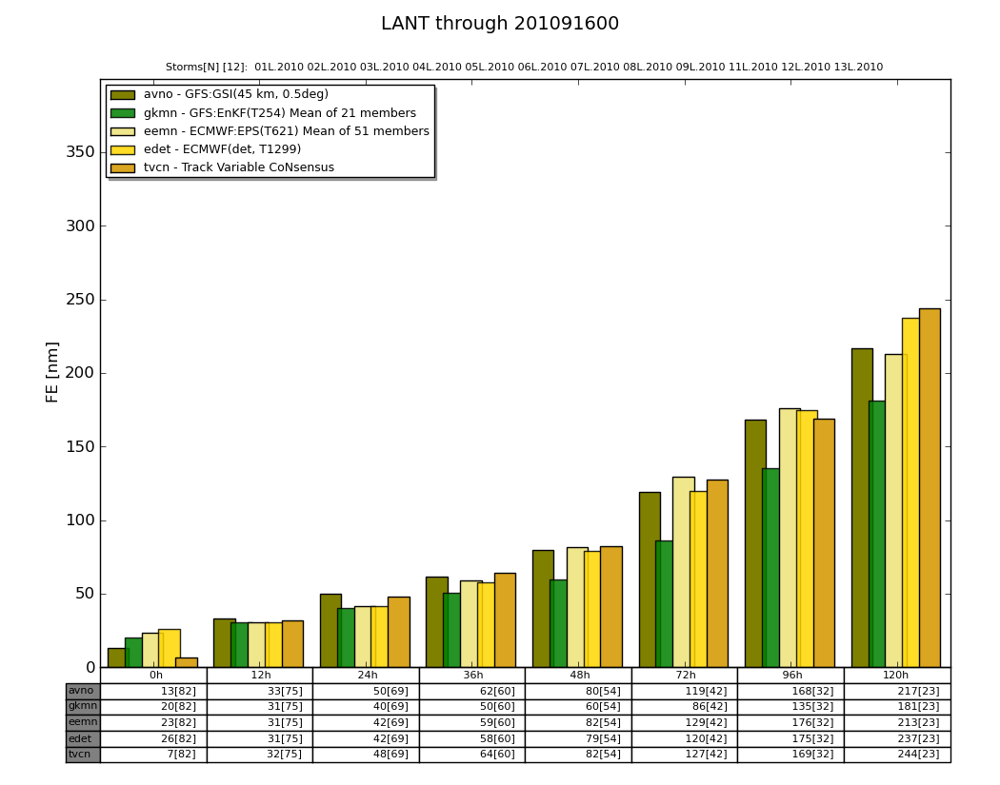 LANT through 201091600
Storms[N] [12]: 01L.2010 02L.2010 03L.2010 04L.2010 05L.2010 06L.2010 07L.2010 08L.2010 09L.2010 11L.2010 12L.2010 13L.2010
avno - GFS:GSI(45 km, 0.5deg)
gkmn - GFS:EnKF(T254) Mean of 21 members
eemn - ECMWF:EPS(T621) Mean of 51 members
edet - ECMWF(det, T1299)
tvcn - Track Variable CoNsensus
FE [nm]
350
300
250
200
150
100
50
0
0h 12h 24h 36h 48h 72h 96h 120h
avno 13[82] 33[75] 50[69] 62[60] 80[54] 119[42] 168[32] 217[23]
gkmn 20[82] 31[75] 40[69] 50[60] 60[54] 86[42] 135[32] 181[23]
eemn 23[82] 31[75] 42[69] 59[60] 82[54] 129[42] 176[32] 213[23]
edet 26[82] 31[75] 42[69] 58[60] 79[54] 120[42] 175[32] 237[23]
tvcn 7[82] 32[75] 48[69] 64[60] 82[54] 127[42] 169[32] 244[23]